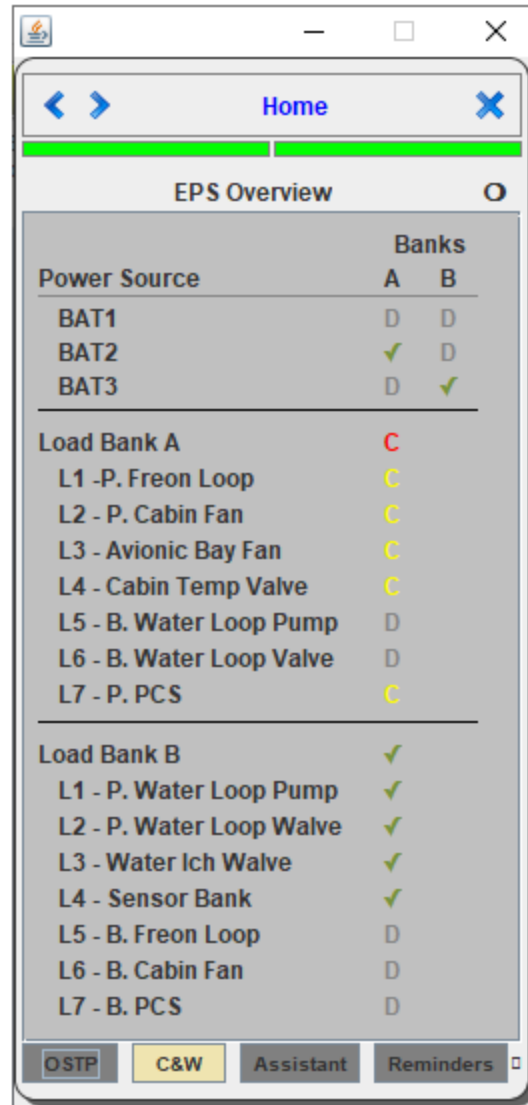 Home
EPS Overview O
Banks
Power Source A B
BAT1 D D
BAT2 ✓ D
BAT3 D ✓
Load Bank A C
L1 -P. Freon Loop C
L2 - P. Cabin Fan C
L3 - Avionic Bay Fan C
L4 - Cabin Temp Valve C
L5 - B. Water Loop Pump D
L6 - B. Water Loop Valve D
L7 - P. PCS C
Load Bank B ✓
L1 - P. Water Loop Pump ✓
L2 - P. Water Loop Walve ✓
L3 - Water Ich Walve ✓
L4 - Sensor Bank ✓
L5 - B. Freon Loop D
L6 - B. Cabin Fan D
L7 - B. PCS D
OSTP C&W Assistant Reminders